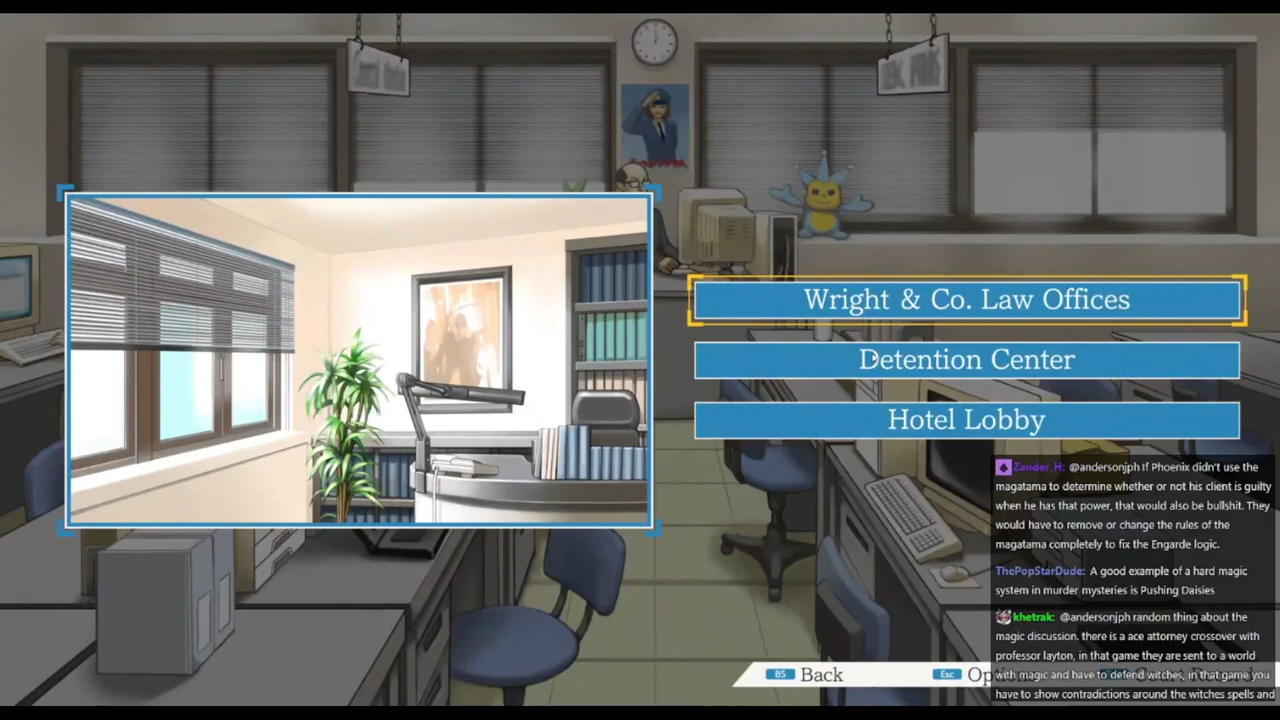 Wright & Co. Law Offices
Detention Center
Hotel Lobby
Zander_H: @andersonjph If Phoenix didn't use the
magatama to determine whether or not his client is guilty
when he has that power, that would also be bullshit. They
would have to remove or change the rules of the
magatama completely to fix the Engarde logic.
ThePopStarDude: A good example of a hard magic
system in murder mysteries is Pushing Daisies
khetrak: @andersonjph random thing about the
magic discussion. there is a ace attorney crossover with
professor layton, in that game they are sent to a world
with magic and have to defend witches, in that game you
have to show contradictions around the witches spells and
BS Back
Esc